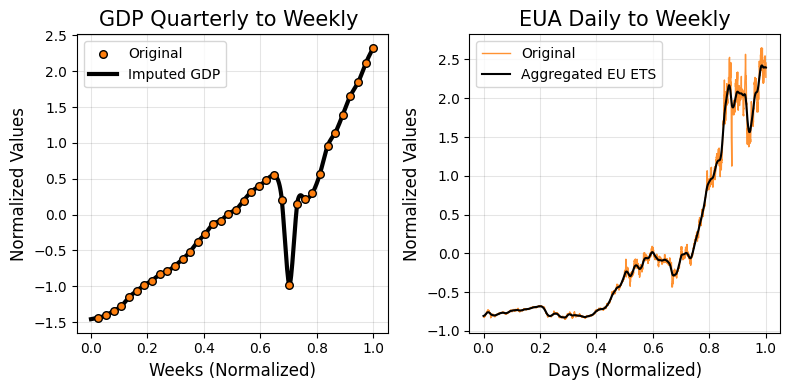 GDP Quarterly to Weekly
2.5
2.0
1.5
1.0
0.5
0.0
−0.5
−1.0
−1.5
Normalized Values
Original
Imputed GDP
0.0 0.2 0.4 0.6 0.8 1.0
Weeks (Normalized)
EUA Daily to Weekly
2.5
2.0
1.5
1.0
0.5
0.0
−0.5
−1.0
Normalized Values
Original
Aggregated EU ETS
0.0 0.2 0.4 0.6 0.8 1.0
Days (Normalized)